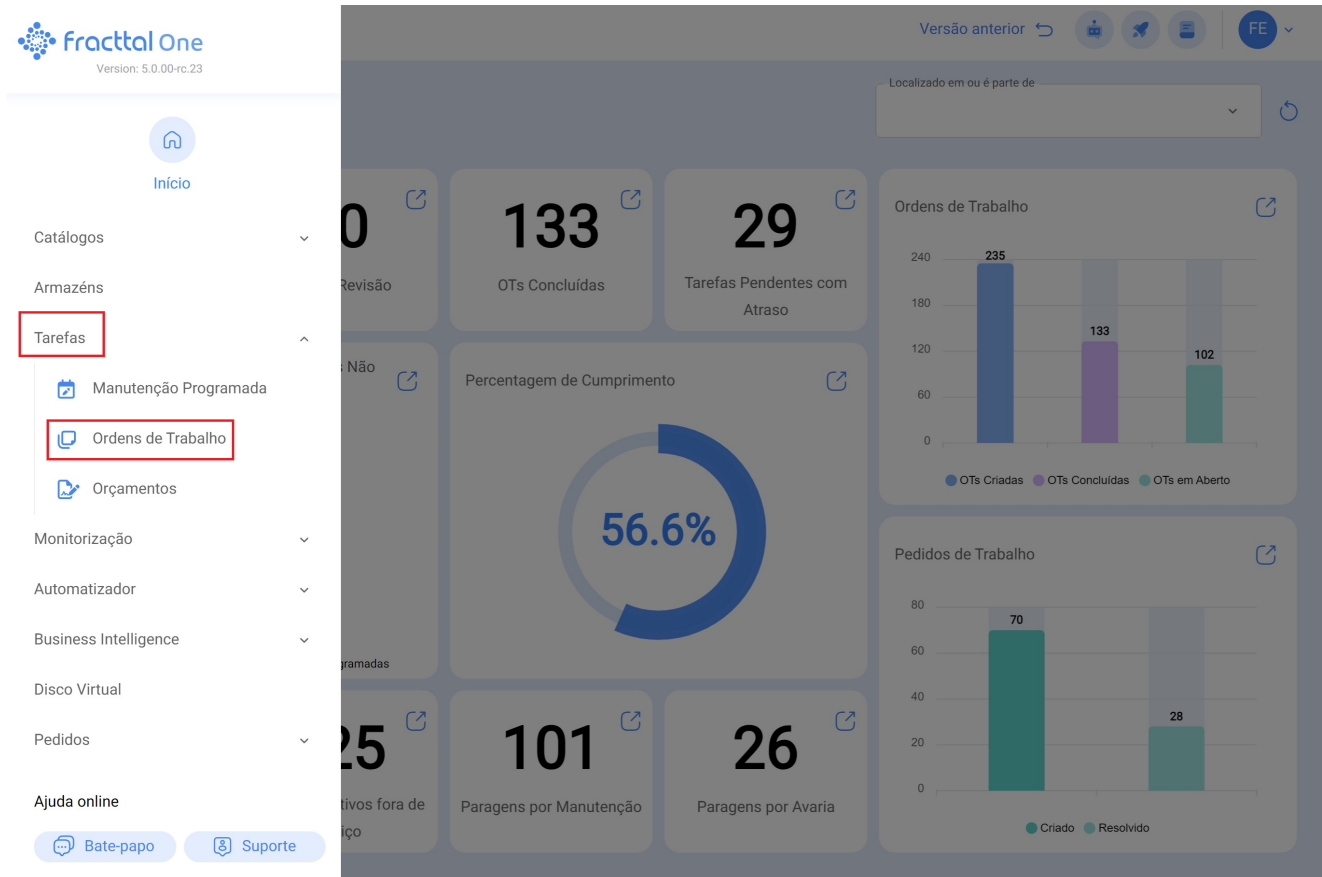 Fracttal One
Version: 5.0.00-rc.23
Início
Catálogos
Armazéns
Tarefas
Manutenção Programada
Ordens de Trabalho
Orçamentos
Monitorização
Automatizador
Business Intelligence
Disco Virtual
Pedidos
Ajuda online
Bate-papo
Suporte
Versão anterior
FE
Localizado em ou é parte de
0
Revisão
133
OTs Concluídas
29
Tarefas Pendentes com
Atraso
Ordens de Trabalho
240
180
120
60
0
235
133
102
OTs Criadas
OTs Concluídas
OTs em Aberto
s Não
gramadas
Percentagem de Cumprimento
56.6%
Pedidos de Trabalho
80
60
40
20
0
70
28
Criado
Resolvido
25
tivos fora de
iço
101
Paragens por Manutenção
26
Paragens por Avaria